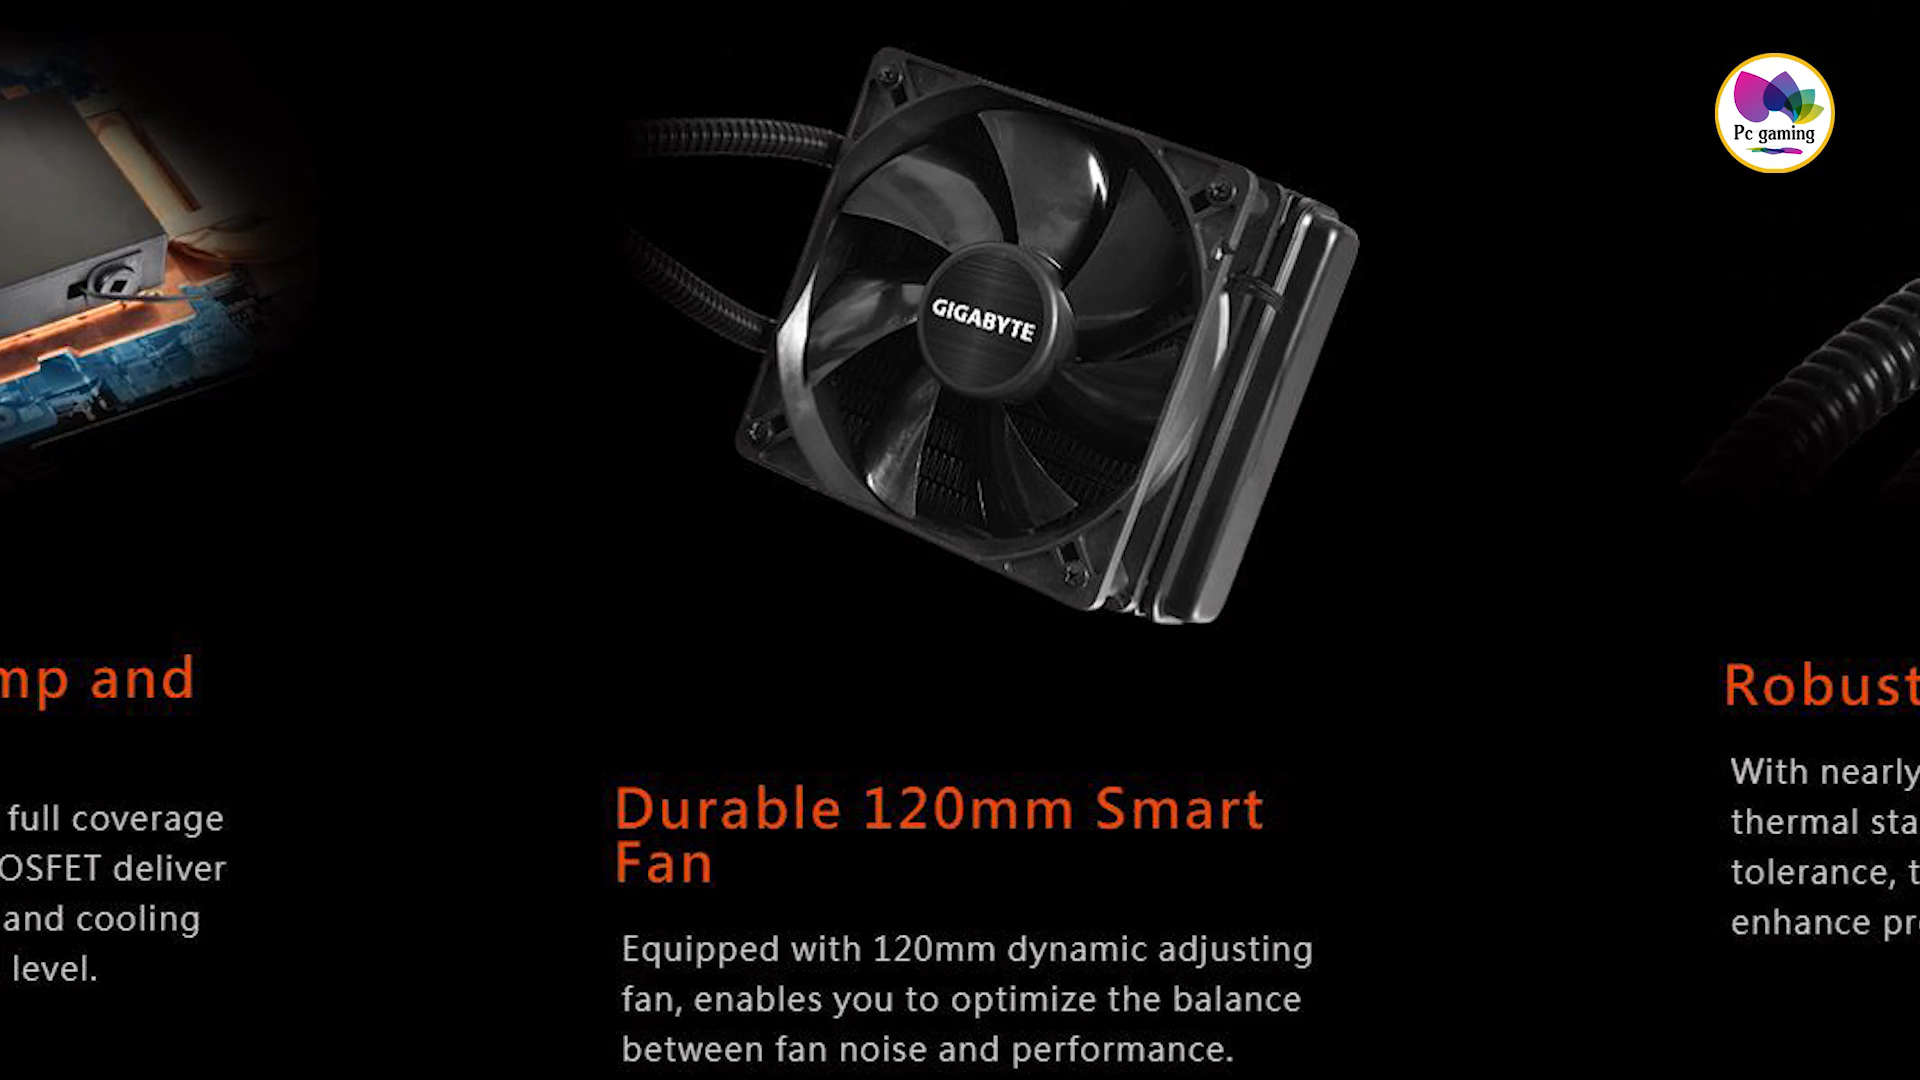 Pc gaming
GIGABYTE
mp and
full coverage
OSFET deliver
and cooling
level.
Durable 120mm Smart
Fan
Equipped with 120mm dynamic adjusting
fan, enables you to optimize the balance
between fan noise and performance.
Robust
With nearly
thermal sta
tolerance, t
enhance pr